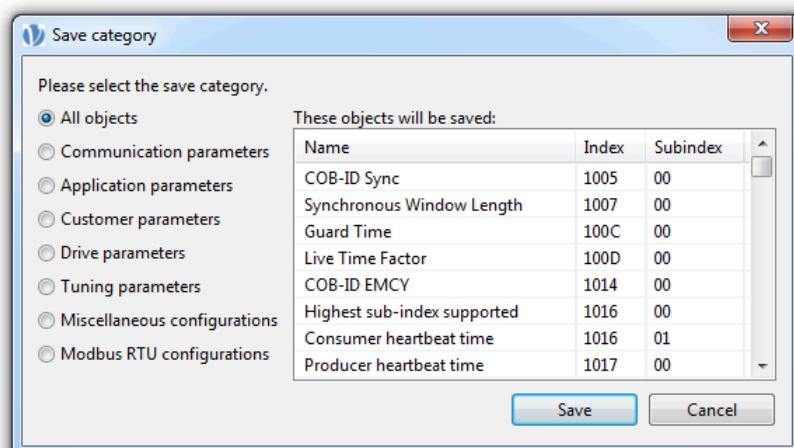 Save category
Please select the save category.
All objects
Communication parameters
Application parameters
Customer parameters
Drive parameters
Tuning parameters
Miscellaneous configurations
Modbus RTU configurations
These objects will be saved:
Name Index Subindex
COB-ID Sync 1005 00
Synchronous Window Length 1007 00
Guard Time 100C 00
Live Time Factor 100D 00
COB-ID EMCY 1014 00
Highest sub-index supported 1016 00
Consumer heartbeat time 1016 01
Producer heartbeat time 1017 00
Save Cancel